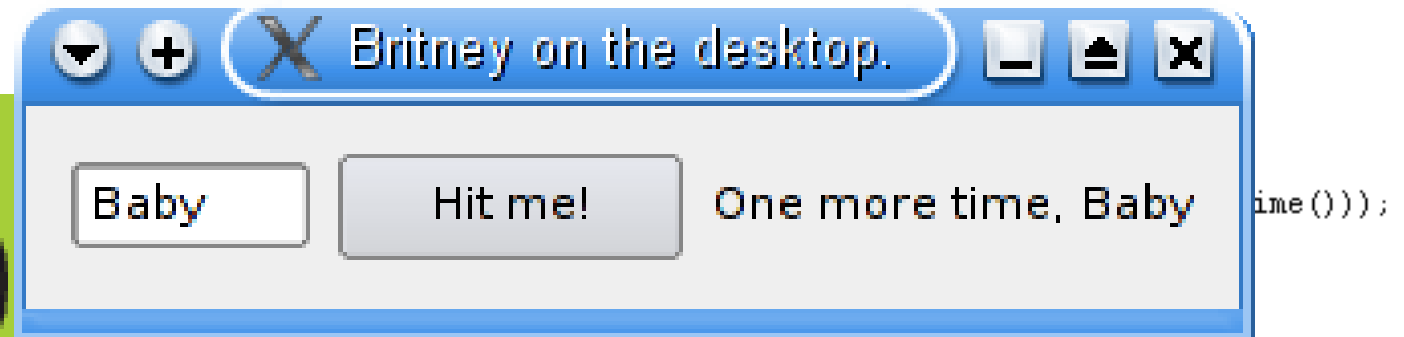 Britney on the desktop.
Baby Hit me! One more time, Baby
ime()));